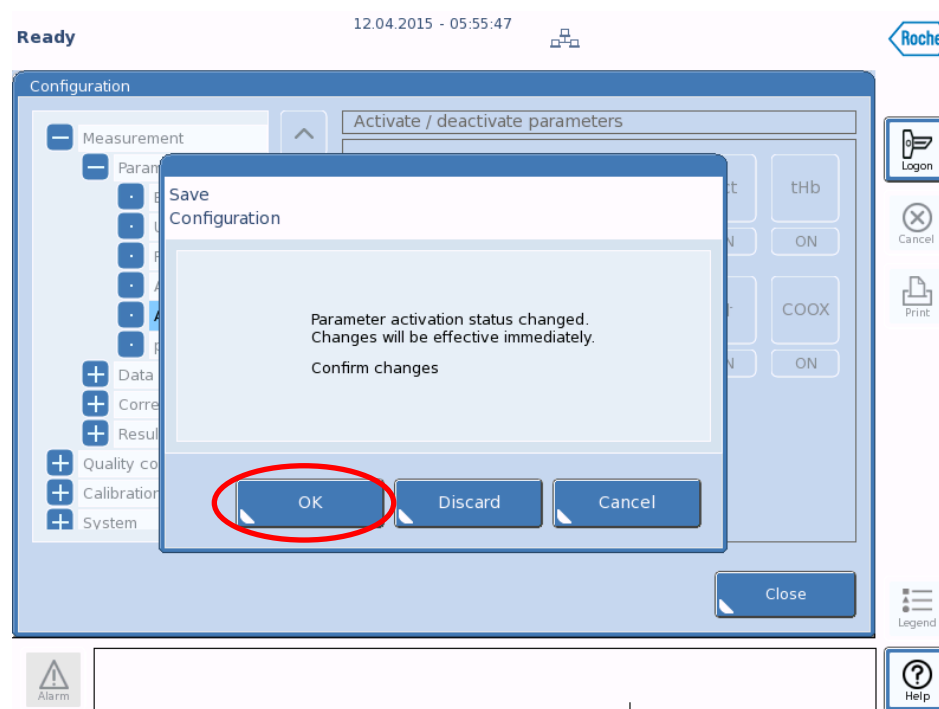 Ready
12.04.2015 - 05:55:47
Roche
Configuration
Measurement
Activate / deactivate parameters
Save
Configuration
tHb
ON
COOX
ON
Data
Quality
Calibration
System
Parameter activation status changed.
Changes will be effective immediately.
Confirm changes
OK
Discard
Cancel
Close
Logon
Cancel
Print
Legend
Alarm
Help